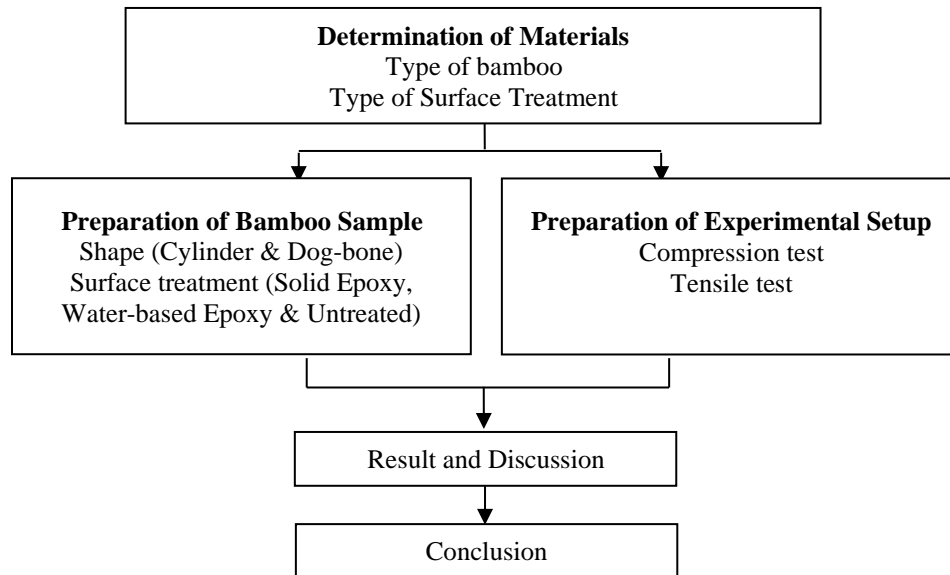 Determination of Materials
Type of bamboo
Type of Surface Treatment
Preparation of Bamboo Sample
Shape (Cylinder & Dog-bone)
Surface treatment (Solid Epoxy,
Water-based Epoxy & Untreated)
Preparation of Experimental Setup
Compression test
Tensile test
Result and Discussion
Conclusion